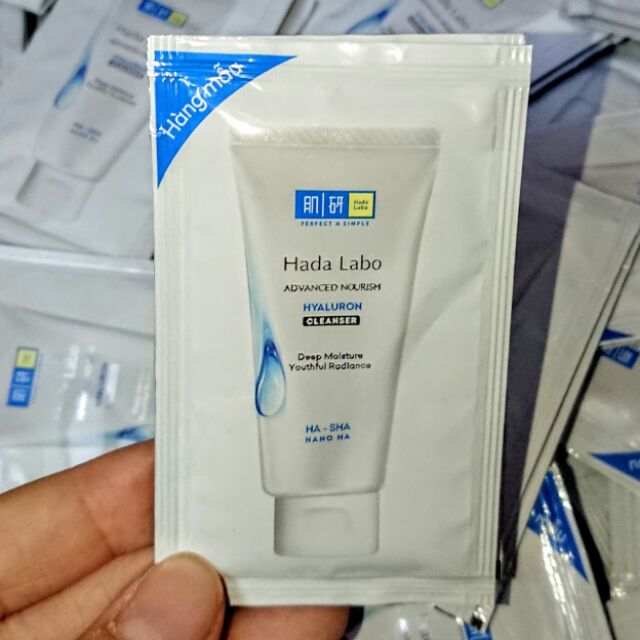 Hàng mẫu
肌研
Hada
Labo
PERFECT X SIMPLE
Hada Labo
ADVANCED NOURISH
HYALURON
CLEANSER
Deep Moisture
Youthful Radiance
HA - SHA
NANO HA